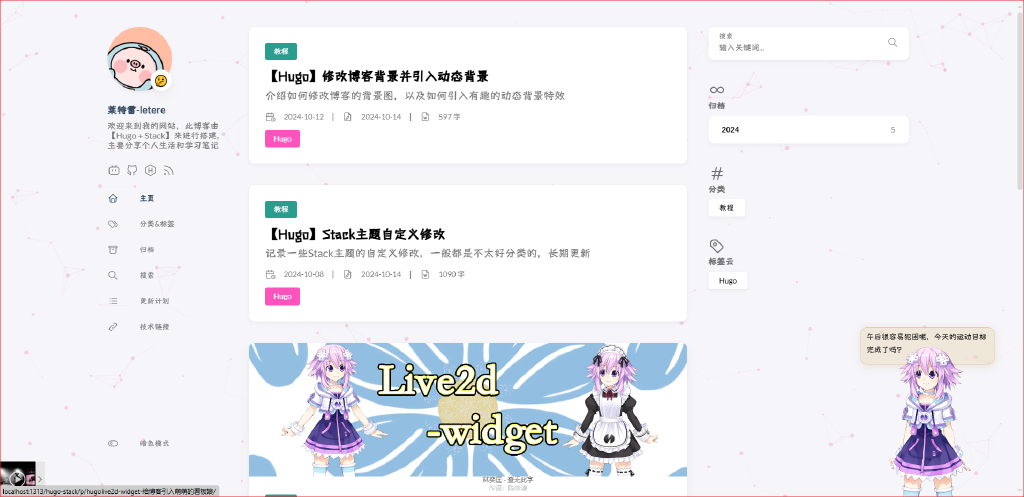 莱特雷-letere
欢迎来到我的网站，此博客由
【Hugo + Stack】来进行搭建，
主要分享个人生活和学习笔记
主页
分类&标签
归档
搜索
更新计划
技术链接
暗色模式
localhost:1313/hugo-stack/p/hugolive2d-widget-给博客引入萌萌的看板娘/
教程
【Hugo】修改博客背景并引入动态背景
介绍如何修改博客的背景图，以及如何引入有趣的动态背景特效
2024-10-12 | 2024-10-14 | 597 字
Hugo
教程
【Hugo】Stack主题自定义修改
记录一些Stack主题的自定义修改，一般都是不太好分类的，长期更新
2024-10-08 | 2024-10-14 | 1090 字
Hugo
Live2d
-widget
搜索
输入关键词...
归档
2024 5
分类
教程
标签云
Hugo
午后很容易犯困呢，今天的运动目标
完成了吗？